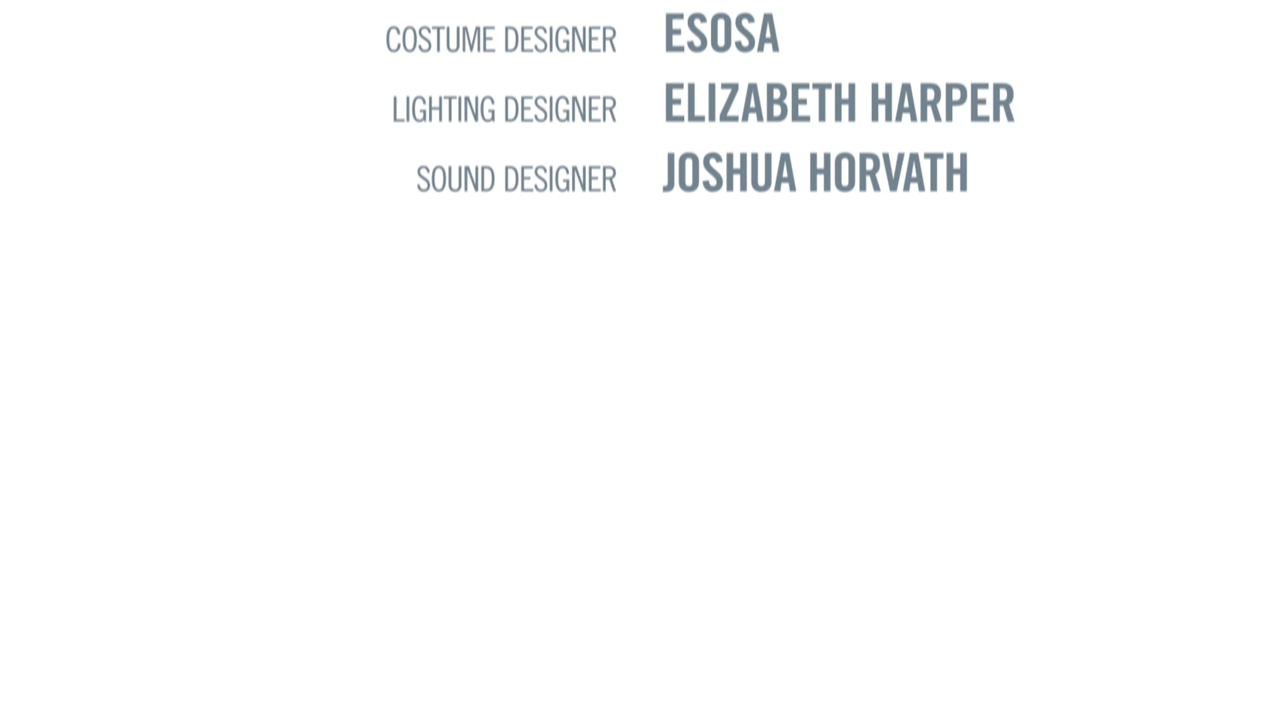 COSTUME DESIGNER ESOSA
LIGHTING DESIGNER ELIZABETH HARPER
SOUND DESIGNER JOSHUA HORVATH